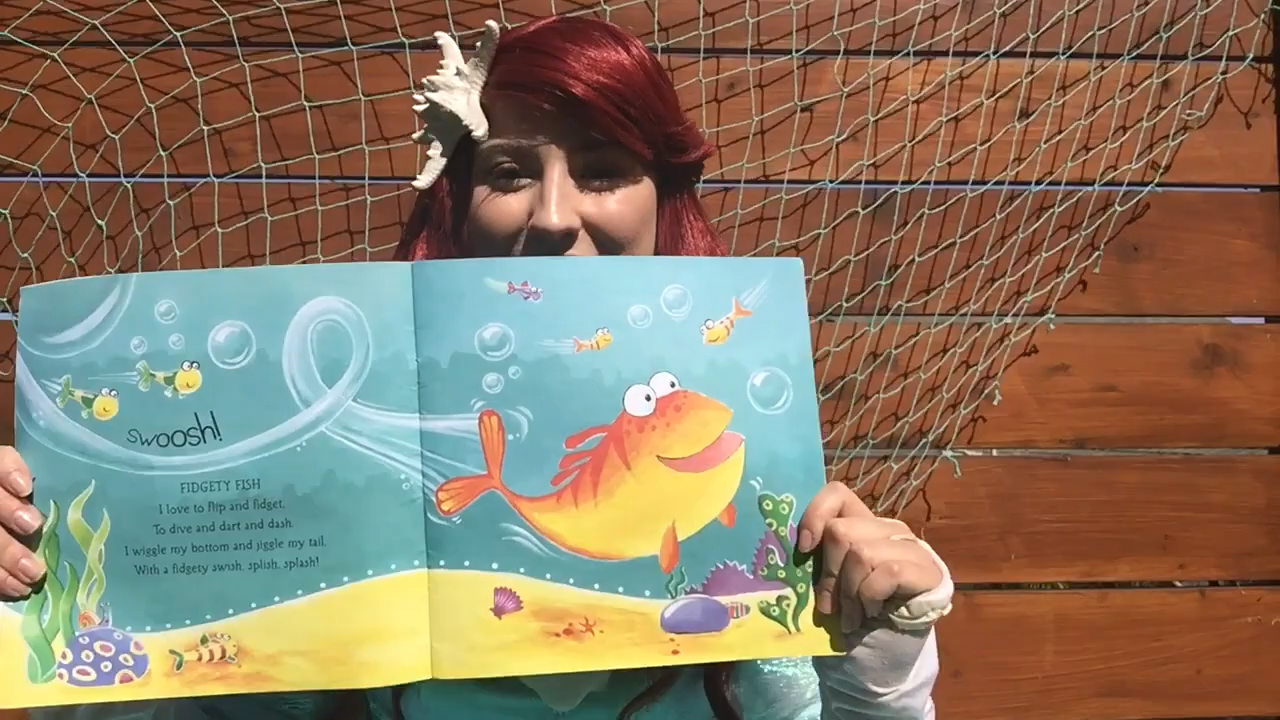 swoosh!
FIDGETY FISH
I love to flip and fidget,
To dive and dart and dash.
I wiggle my bottom and jiggle my tail,
With a fidgety swish, splish, splash!